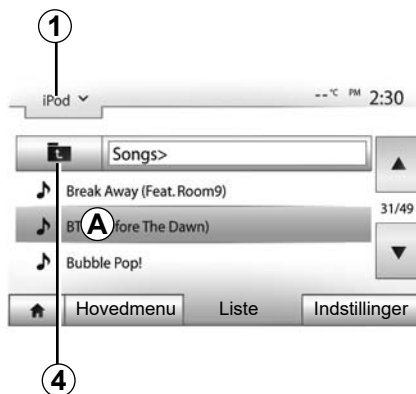 1
iPod
--°C PM 2:30
Songs>
Break Away (Feat. Room9)
31/49
A
fore The Dawn)
Bubble Pop!
Hovedmenu Liste Indstillinger
4